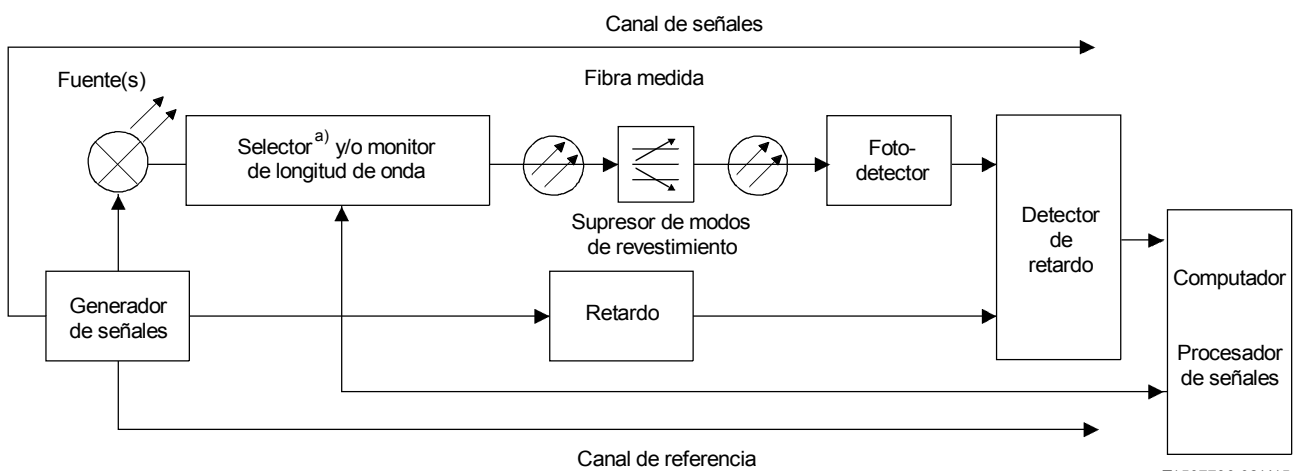 Canal de señales
Fuente(s)
Fibra medida
Selector a) y/o monitor
de longitud de onda
Foto-
detector
Supresor de modos
de revestimiento
Detector
de
retardo
Computador
Procesador
de señales
Generador
de señales
Retardo
Canal de referencia